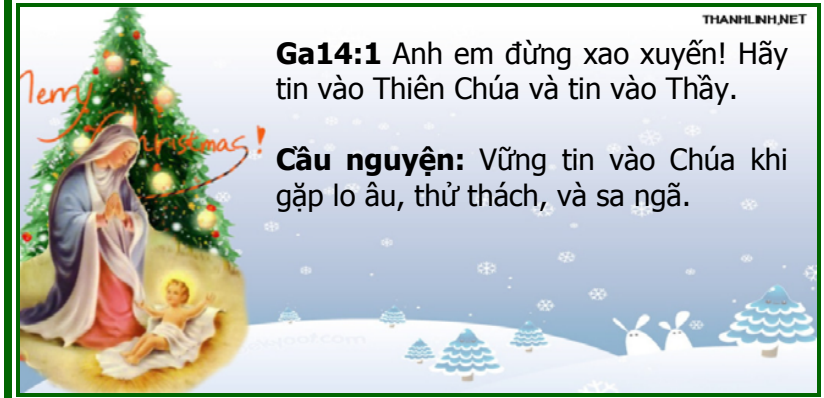 THANHLINH.NET
Ga14:1 Anh em đừng xao xuyến! Hãy
tin vào Thiên Chúa và tin vào Thầy.
Merry
Christmas!
Cầu nguyện: Vững tin vào Chúa khi
gặp lo âu, thử thách, và sa ngã.